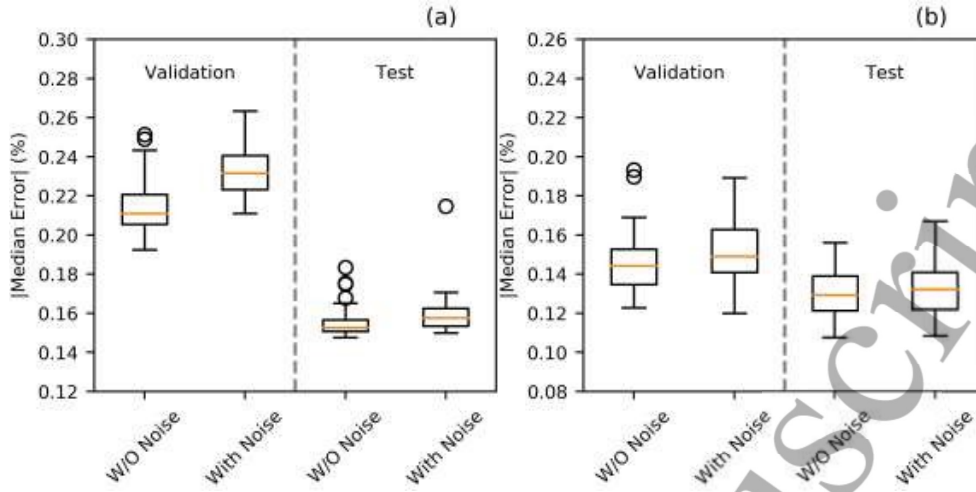 (a)
Validation Test
|Median Error| (%)
0.30
0.28
0.26
0.24
0.22
0.20
0.18
0.16
0.14
0.12
W/O Noise With Noise W/O Noise With Noise
(b)
Validation Test
|Median Error| (%)
0.26
0.24
0.22
0.20
0.18
0.16
0.14
0.12
0.10
0.08
W/O Noise With Noise W/O Noise With Noise
uscri